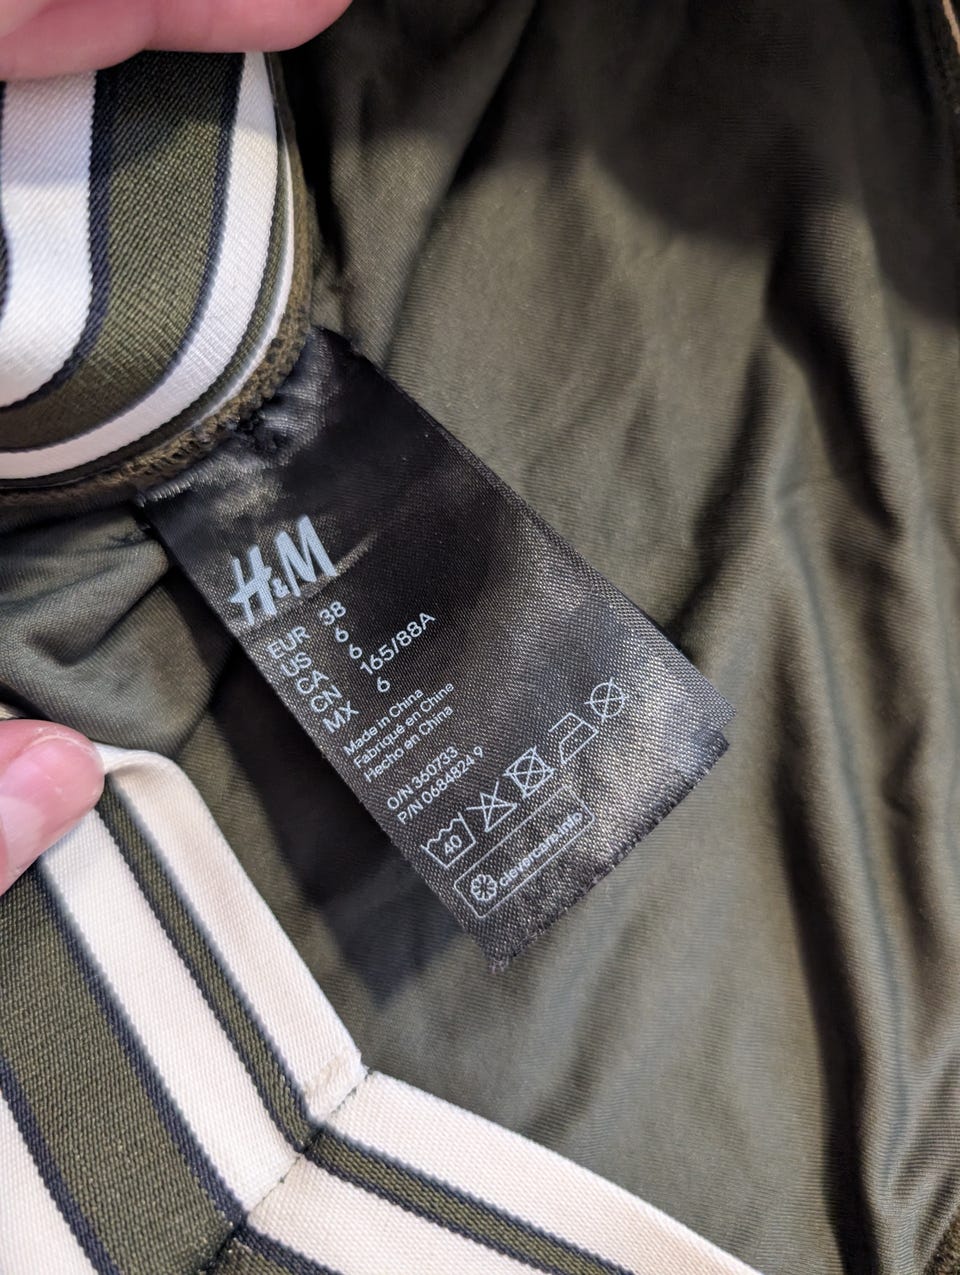 H&M
EUR 38
US 6
CA 6
CN 165/88A
MX 6
Made in China
Fabriqué en Chine
Hecho en China
O/N 360733
P/N 0684824 9
40
clevercare.info